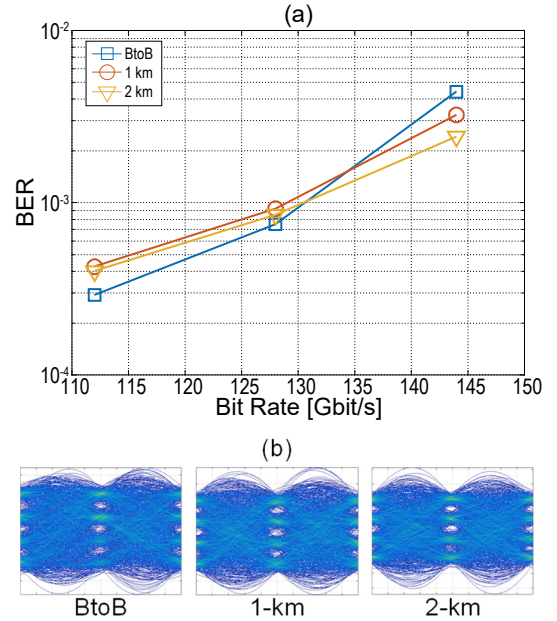 (a)
10^-2
BtoB
1 km
2 km
BER
10^-3
10^-4
110 115 120 125 130 135 140 145 150
Bit Rate [Gbit/s]
(b)
BtoB 1-km 2-km